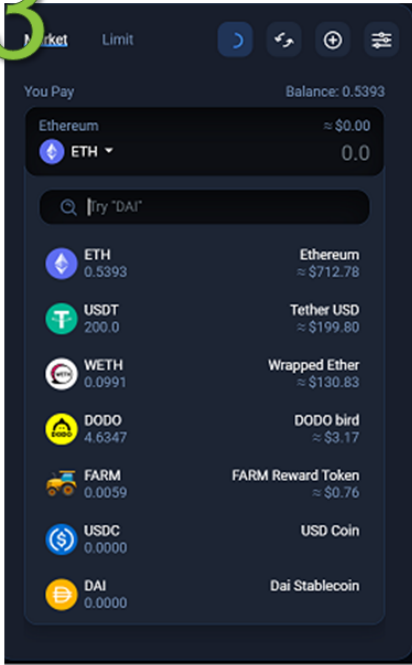 3
Market Limit
You Pay Balance: 0.5393
Ethereum ≈ $0.00
ETH 0.0
Try "DAI"
ETH Ethereum
0.5393 ≈ $712.78
USDT Tether USD
200.0 ≈ $199.80
WETH Wrapped Ether
0.0991 ≈ $130.83
DODO DODO bird
4.6347 ≈ $3.17
FARM FARM Reward Token
0.0059 ≈ $0.76
USDC USD Coin
0.0000
DAI Dai Stablecoin
0.0000